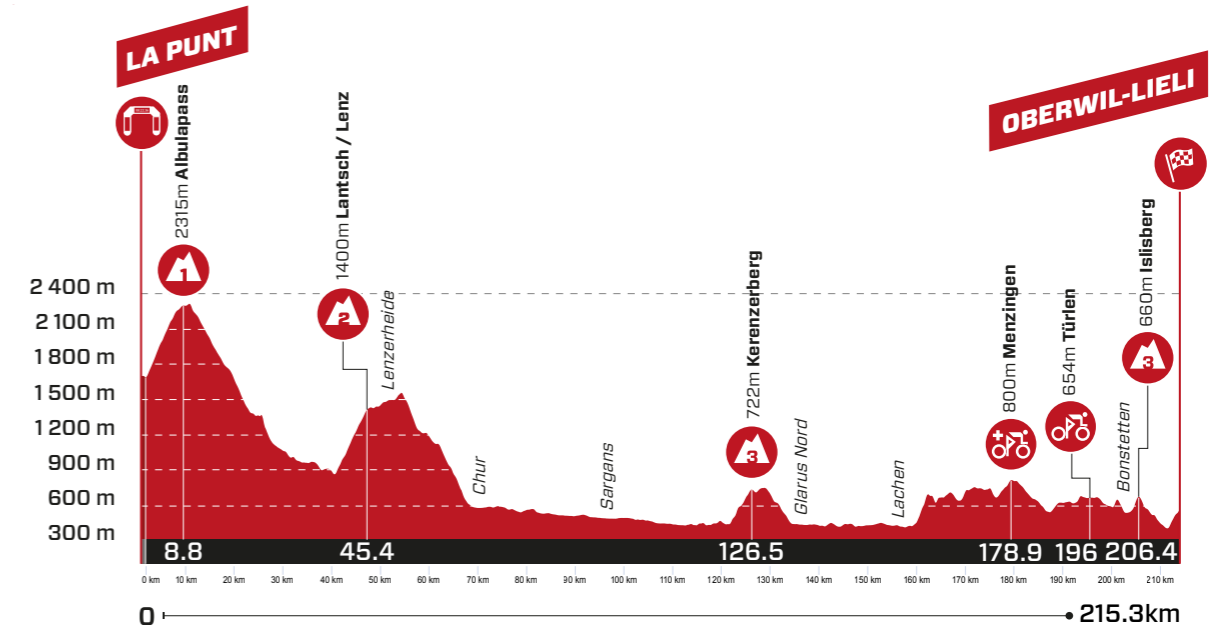 LA PUNT
OBERWIL-LIELI
2315m Albulapass
1
1400m Lantsch / Lenz
2
Lenzerheide
Chur
Sargans
722m Kerenzerberg
3
Glarus Nord
Lachen
800m Menzingen
654m Türlen
Bonstetten
660m Islisberg
3
2 400 m
2 100 m
1 800 m
1 500 m
1 200 m
900 m
600 m
300 m
8.8 45.4 126.5 178.9 196 206.4
0 km 10 km 20 km 30 km 40 km 50 km 60 km 70 km 80 km 90 km 100 km 110 km 120 km 130 km 140 km 150 km 160 km 170 km 180 km 190 km 200 km 210 km
0 215.3km